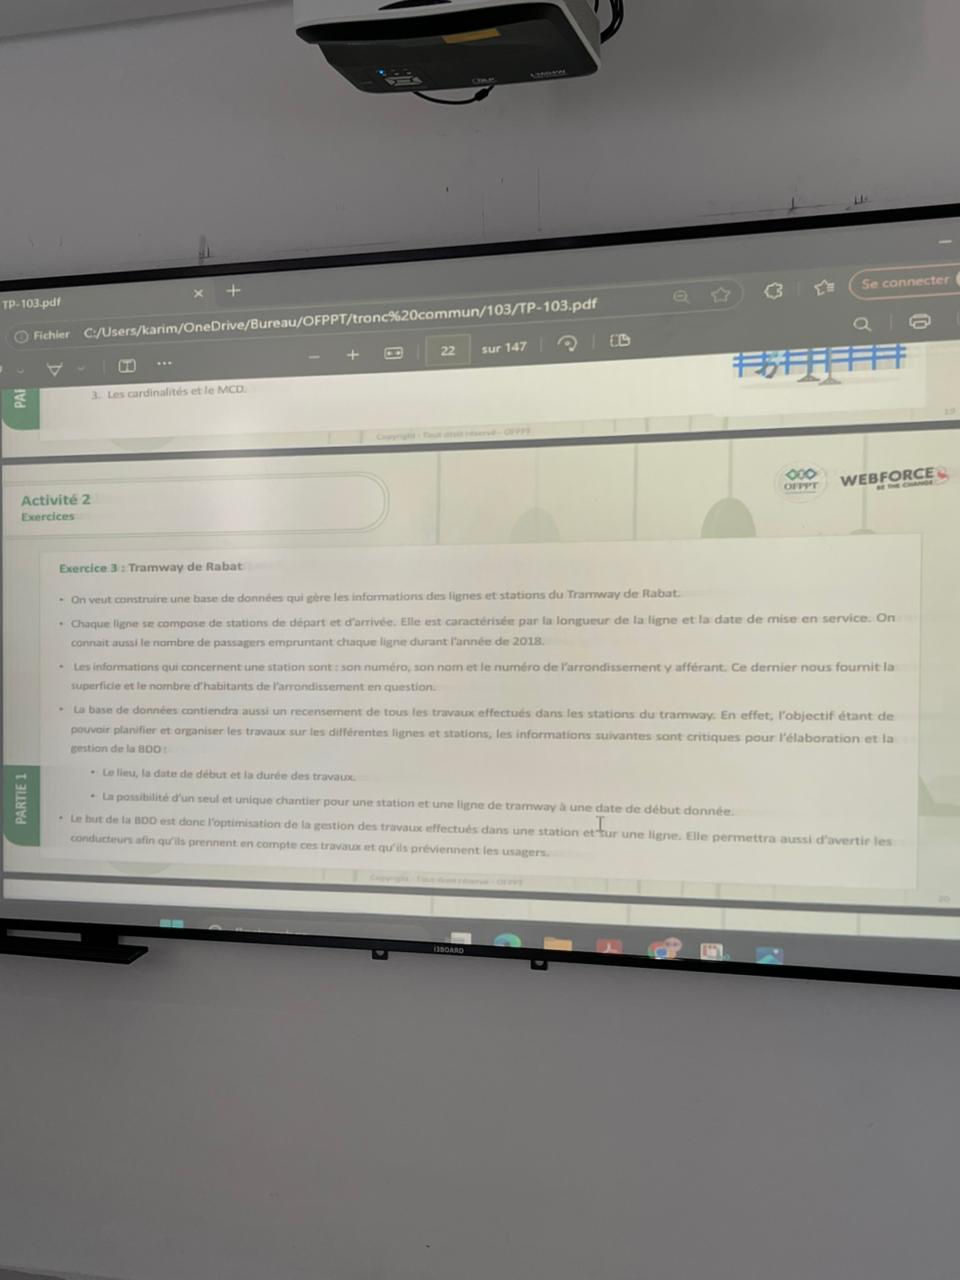 TP-103.pdf
Fichier C:/Users/karim/OneDrive/Bureau/OFPPT/tronc%20commun/103/TP-103.pdf
Se connecter
22 sur 147
3. Les cardinalités et le MCD.
Copyright - Tout droit réservé - OFPPT
19
Activité 2
Exercices
OFPPT
WEBFORCE
BE THE CHANGE
Exercice 3 : Tramway de Rabat
• On veut construire une base de données qui gère les informations des lignes et stations du Tramway de Rabat.
• Chaque ligne se compose de stations de départ et d'arrivée. Elle est caractérisée par la longueur de la ligne et la date de mise en service. On
connait aussi le nombre de passagers empruntant chaque ligne durant l'année de 2018.
• Les informations qui concernent une station sont : son numéro, son nom et le numéro de l'arrondissement y afférant. Ce dernier nous fournit la
superficie et le nombre d'habitants de l'arrondissement en question.
• La base de données contiendra aussi un recensement de tous les travaux effectués dans les stations du tramway. En effet, l'objectif étant de
pouvoir planifier et organiser les travaux sur les différentes lignes et stations, les informations suivantes sont critiques pour l'élaboration et la
gestion de la BDD :
• Le lieu, la date de début et la durée des travaux.
• La possibilité d'un seul et unique chantier pour une station et une ligne de tramway à une date de début donnée.
• Le but de la BDD est donc l'optimisation de la gestion des travaux effectués dans une station et sur une ligne. Elle permettra aussi d'avertir les
conducteurs afin qu'ils prennent en compte ces travaux et qu'ils préviennent les usagers.
PARTIE 1
Copyright - Tout droit réservé - OFPPT
20
I3BOARD